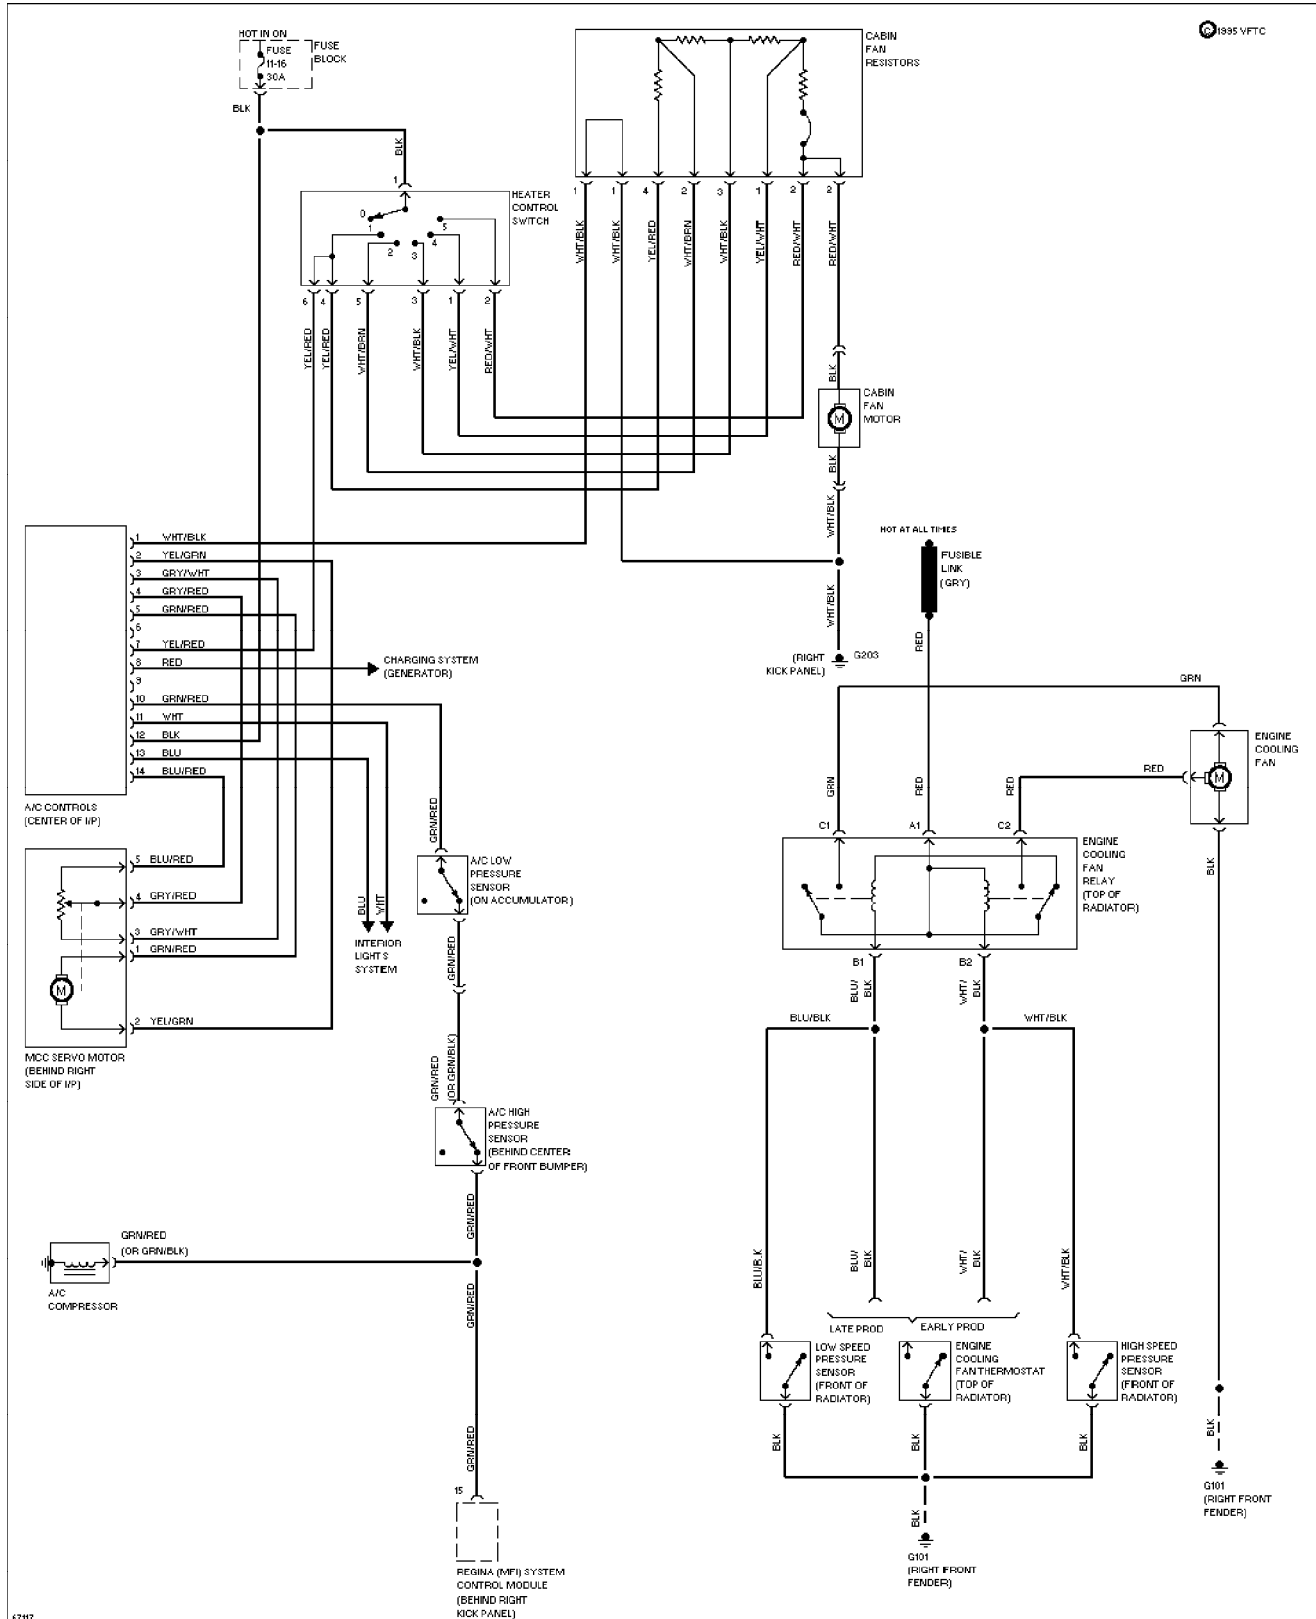 HOT IN ON
FUSE
11-16
30A
FUSE
BLOCK
BLK
BLK
1
HEATER
CONTROL
SWITCH
0
1
2
3
4
5
6
4
5
3
1
2
YEL/RED
YEL/RED
WHT/BRN
WHT/BLK
YEL/WHT
RED/WHT
CABIN
FAN
RESISTORS
© 1995 VFTC
1
1
4
2
3
1
2
2
WHT/BLK
WHT/BLK
YEL/RED
WHT/BRN
WHT/BLK
YEL/WHT
RED/WHT
RED/WHT
BLK
CABIN
FAN
MOTOR
M
BLK
WHT/BLK
WHT/BLK
(RIGHT
KICK PANEL)
G203
HOT AT ALL TIMES
FUSIBLE
LINK
(GRY)
RED
1 WHT/BLK
2 YEL/GRN
3 GRY/WHT
4 GRY/RED
5 GRN/RED
6
7 YEL/RED
8 RED
9
10 GRN/RED
11 WHT
12 BLK
13 BLU
14 BLU/RED
CHARGING SYSTEM
(GENERATOR)
A/C CONTROLS
(CENTER OF I/P)
5 BLU/RED
4 GRY/RED
3 GRY/WHT
1 GRN/RED
2 YEL/GRN
M
MCC SERVO MOTOR
(BEHIND RIGHT
SIDE OF I/P)
BLU
WHT
INTERIOR
LIGHTS
SYSTEM
GRN/RED
A/C LOW
PRESSURE
SENSOR
(ON ACCUMULATOR)
GRN/RED
GRN/RED
(OR GRN/BLK)
A/C HIGH
PRESSURE
SENSOR
(BEHIND CENTER
OF FRONT BUMPER)
GRN/RED
GRN/RED
(OR GRN/BLK)
A/C
COMPRESSOR
GRN/RED
GRN/RED
15
REGINA (MFI) SYSTEM
CONTROL MODULE
(BEHIND RIGHT
KICK PANEL)
GRN
ENGINE
COOLING
FAN
M
RED
GRN
RED
RED
C1
A1
C2
ENGINE
COOLING
FAN
RELAY
(TOP OF
RADIATOR)
BLK
B1
B2
BLU/
BLK
WHT/
BLK
BLU/BLK
WHT/BLK
BLU/BLK
BLU/
BLK
WHT/
BLK
WHT/BLK
LATE PROD
EARLY PROD
LOW SPEED
PRESSURE
SENSOR
(FRONT OF
RADIATOR)
ENGINE
COOLING
FAN THERMOSTAT
(TOP OF
RADIATOR)
HIGH SPEED
PRESSURE
SENSOR
(FRONT OF
RADIATOR)
BLK
BLK
BLK
BLK
G101
(RIGHT FRONT
FENDER)
BLK
G101
(RIGHT FRONT
FENDER)
67117